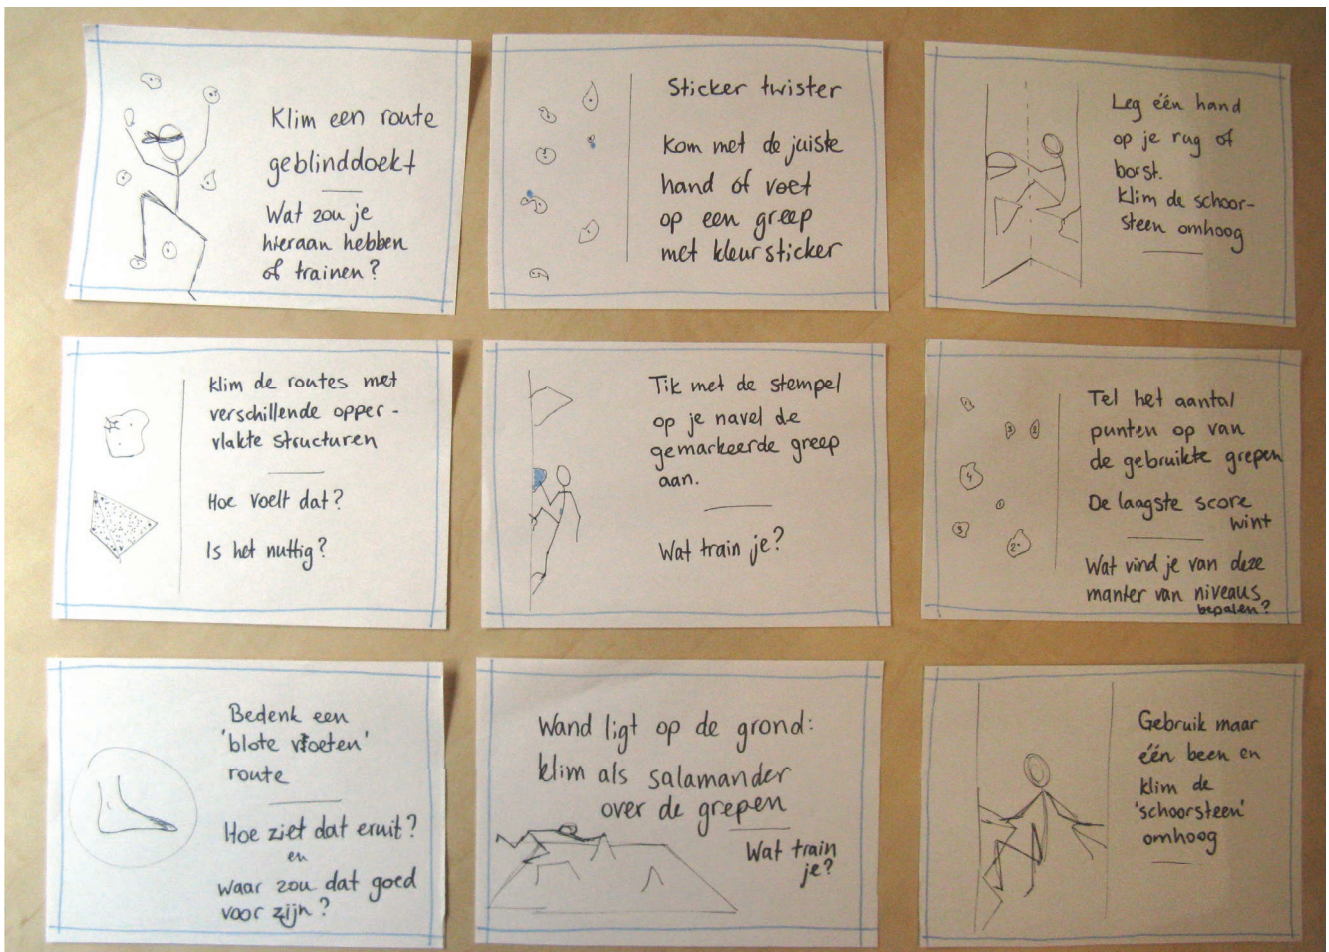 Klim een route
geblinddoekt
Wat zou je
hieraan hebben
of trainen?
Sticker twister
Kom met de juiste
hand of voet
op een greep
met kleursticker
Leg één hand
op je rug of
borst.
Klim de schoor-
steen omhoog
Klim de routes met
verschillende opper-
vlakte structuren
Hoe voelt dat?
Is het nuttig?
Tik met de stempel
op je navel de
gemarkeerde greep
aan.
Wat train je?
3 2
4
3
2
Tel het aantal
punten op van
de gebruikte grepen
De laagste score
wint
Wat vind je van deze
manier van niveaus
bepalen?
Bedenk een
'blote voeten'
route
Hoe ziet dat eruit?
en
waar zou dat goed
voor zijn?
Wand ligt op de grond:
klim als salamander
over de grepen
Wat train
je?
Gebruik maar
één been en
klim de
'schoorsteen'
omhoog